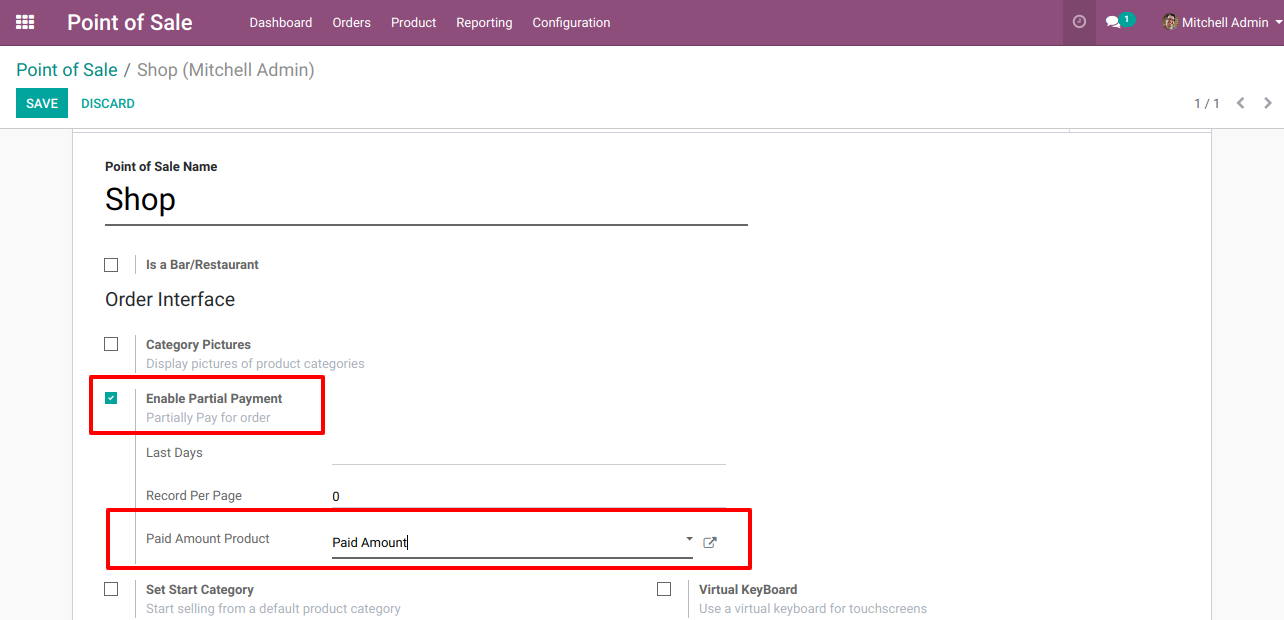 Point of Sale Dashboard Orders Product Reporting Configuration 1 Mitchell Admin
Point of Sale / Shop (Mitchell Admin)
SAVE DISCARD 1 / 1
Point of Sale Name
Shop
Is a Bar/Restaurant
Order Interface
Category Pictures
Display pictures of product categories
Enable Partial Payment
Partially Pay for order
Last Days
Record Per Page 0
Paid Amount Product Paid Amount
Set Start Category Virtual KeyBoard
Start selling from a default product category Use a virtual keyboard for touchscreens